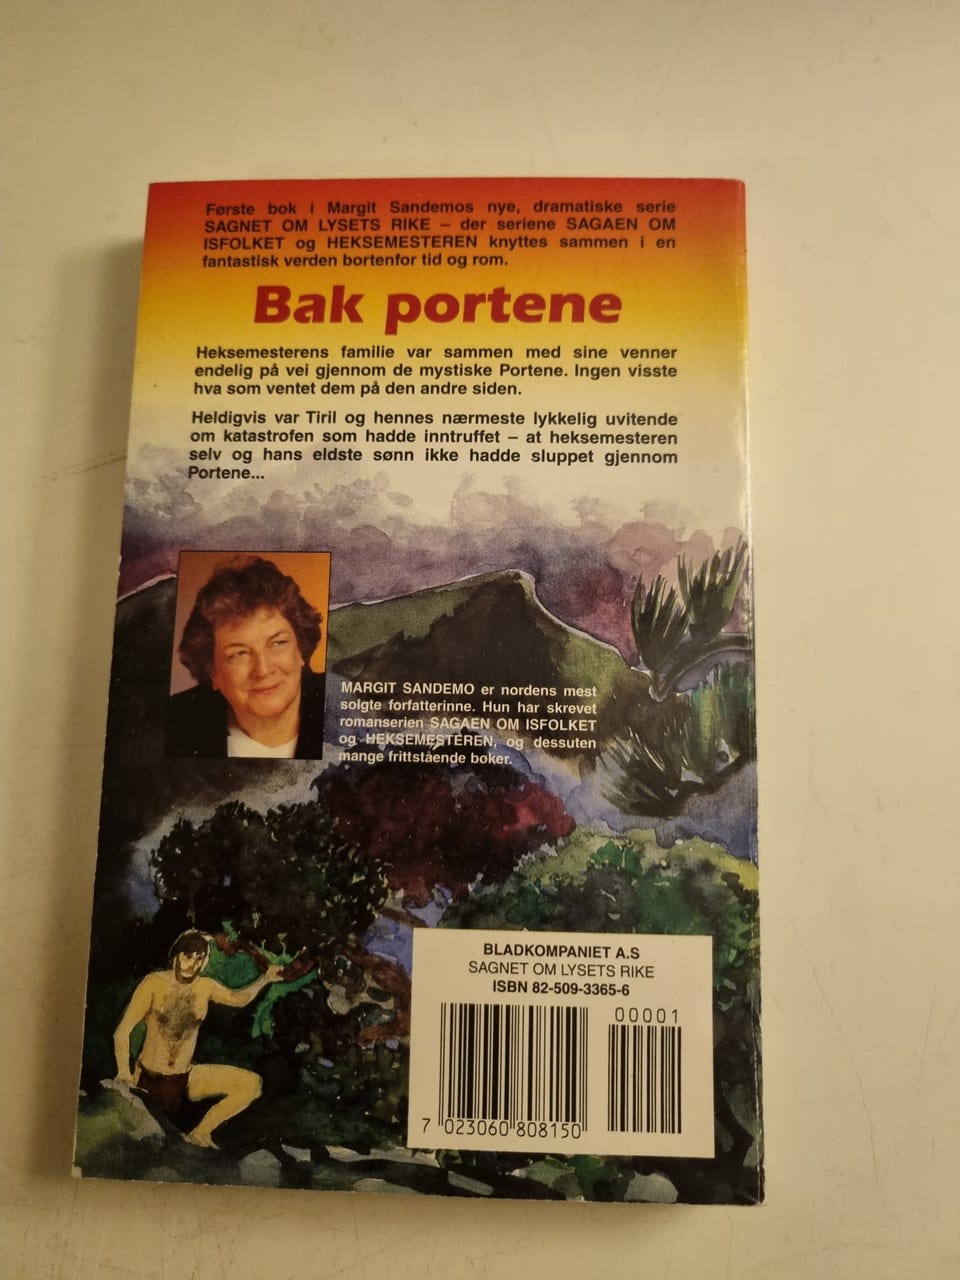 Første bok i Margit Sandemos nye, dramatiske serie
SAGNET OM LYSETS RIKE – der seriene SAGAEN OM
ISFOLKET og HEKSEMESTEREN knyttes sammen i en
fantastisk verden bortenfor tid og rom.
Bak portene
Heksemesterens familie var sammen med sine venner
endelig på vei gjennom de mystiske Portene. Ingen visste
hva som ventet dem på den andre siden.
Heldigvis var Tiril og hennes nærmeste lykkelig uvitende
om katastrofen som hadde inntruffet – at heksemesteren
selv og hans eldste sønn ikke hadde sluppet gjennom
Portene...
MARGIT SANDEMO er nordens mest
solgte forfatterinne. Hun har skrevet
romanserien SAGAEN OM ISFOLKET
og HEKSEMESTEREN, og dessuten
mange frittstående bøker.
BLADKOMPANIET A.S
SAGNET OM LYSETS RIKE
ISBN 82-509-3365-6
00001
7 023060 808150